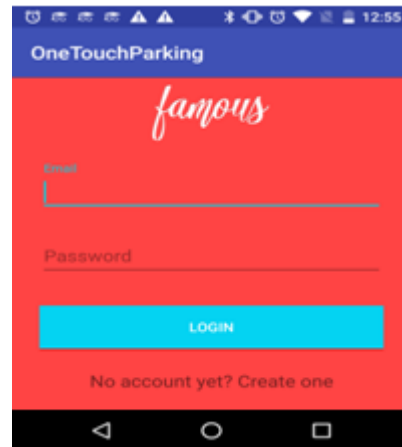 12:55
OneTouchParking
famous
Email
Password
LOGIN
No account yet? Create one